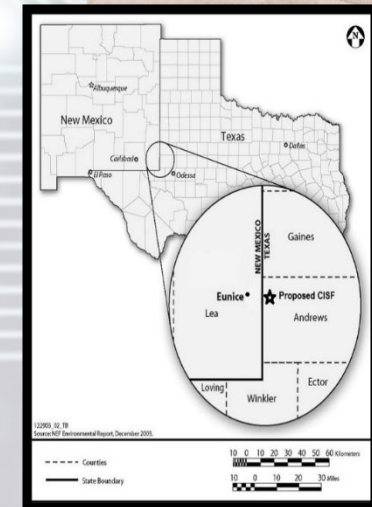 N
Albuquerque
New Mexico
Texas
Carlsbad
Dallas
El Paso
Odessa
NEW MEXICO
TEXAS
Gaines
Eunice
Proposed CISF
Lea
Andrews
Loving
Winkler
Ector
122903_02_TB
Source: NEF Environmental Report, December 2003.
Counties
State Boundary
10 0 10 20 30 40 50 60 Kilometers
10 0 10 20 30 Miles